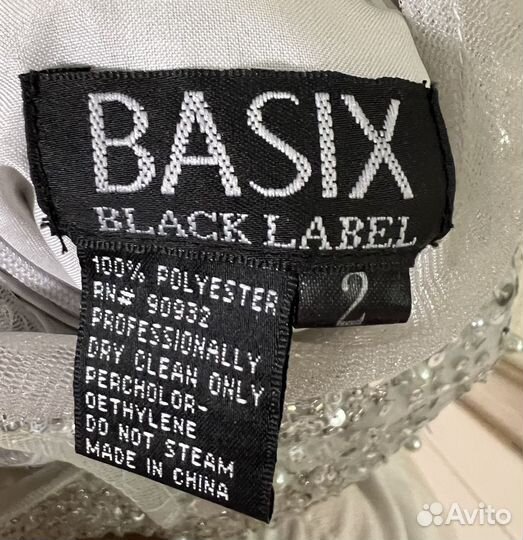 BASIX
BLACK LABEL
2
100% POLYESTER
RN# 90932
PROFESSIONALLY
DRY CLEAN ONLY
PERCHOLOR-
OETHYLENE
DO NOT STEAM
MADE IN CHINA
Avito